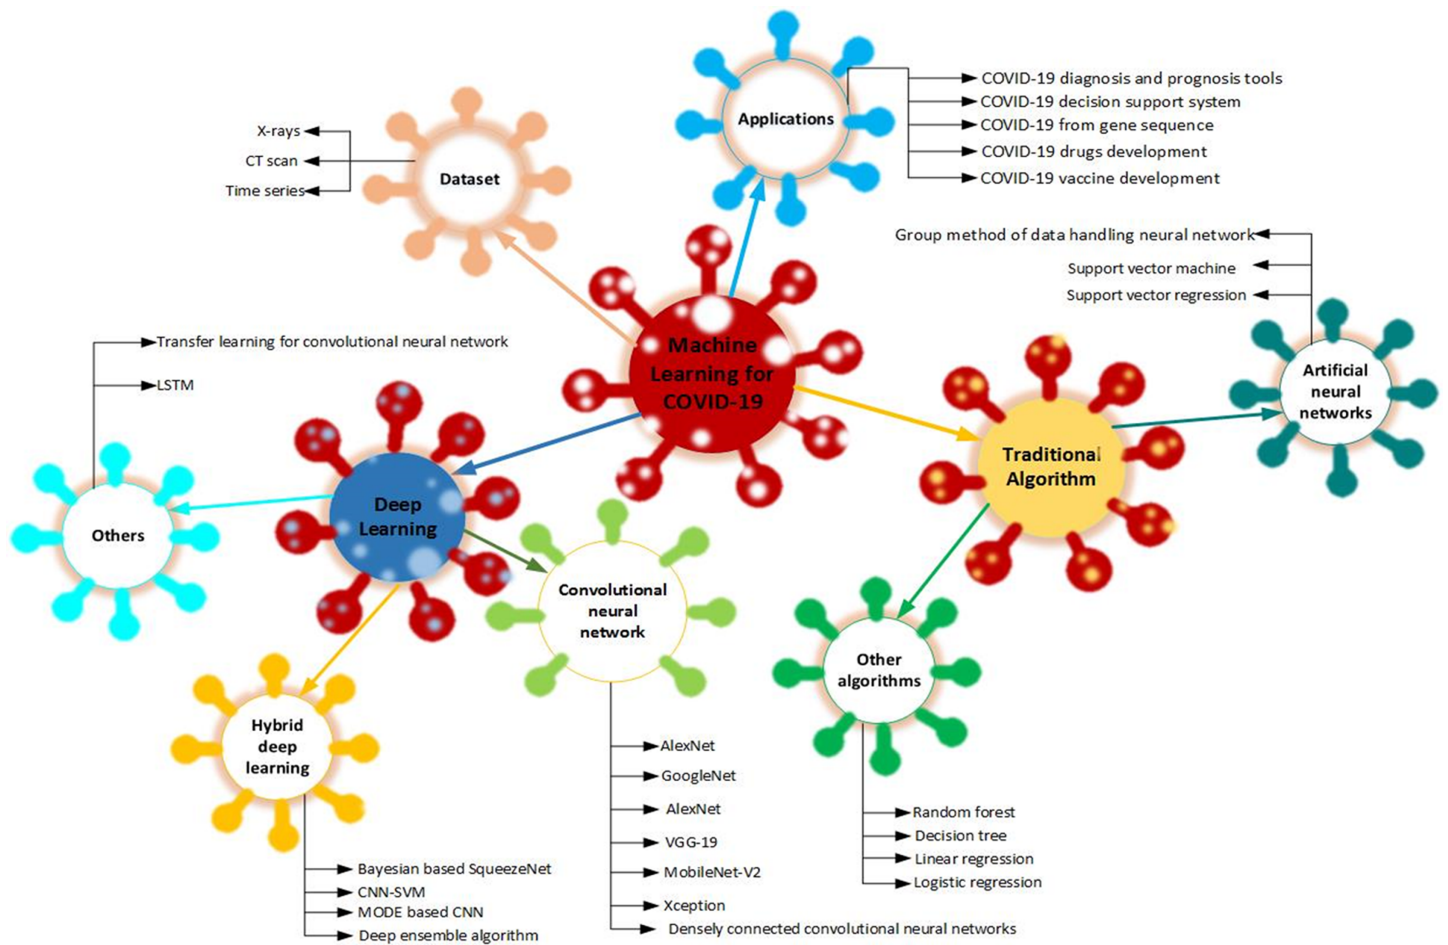 Applications
COVID-19 diagnosis and prognosis tools
COVID-19 decision support system
COVID-19 from gene sequence
COVID-19 drugs development
COVID-19 vaccine development
X-rays
CT scan
Time series
Dataset
Machine
Learning for
COVID-19
Group method of data handling neural network
Support vector machine
Support vector regression
Artificial
neural
networks
Traditional
Algorithm
Transfer learning for convolutional neural network
LSTM
Others
Deep
Learning
Convolutional
neural
network
Other
algorithms
Hybrid
deep
learning
AlexNet
GoogleNet
AlexNet
VGG-19
MobileNet-V2
Xception
Densely connected convolutional neural networks
Random forest
Decision tree
Linear regression
Logistic regression
Bayesian based SqueezeNet
CNN-SVM
MODE based CNN
Deep ensemble algorithm